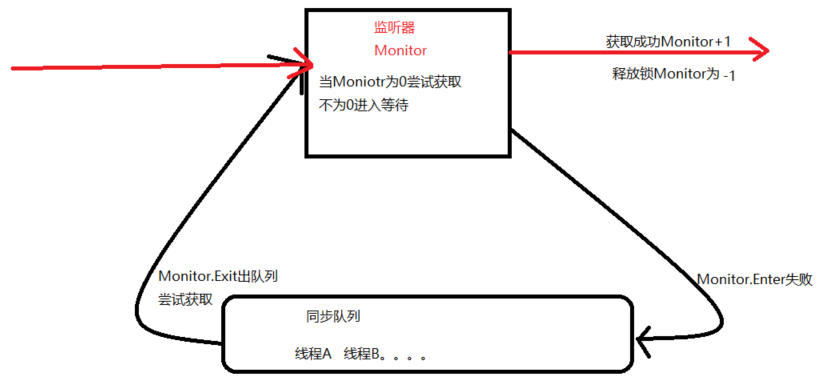 监听器
Monitor
当Moniotr为0尝试获取
不为0进入等待
获取成功Monitor+1
释放锁Monitor为 -1
Monitor.Exit出队列
尝试获取
Monitor.Enter失败
同步队列
线程A 线程B。。。。